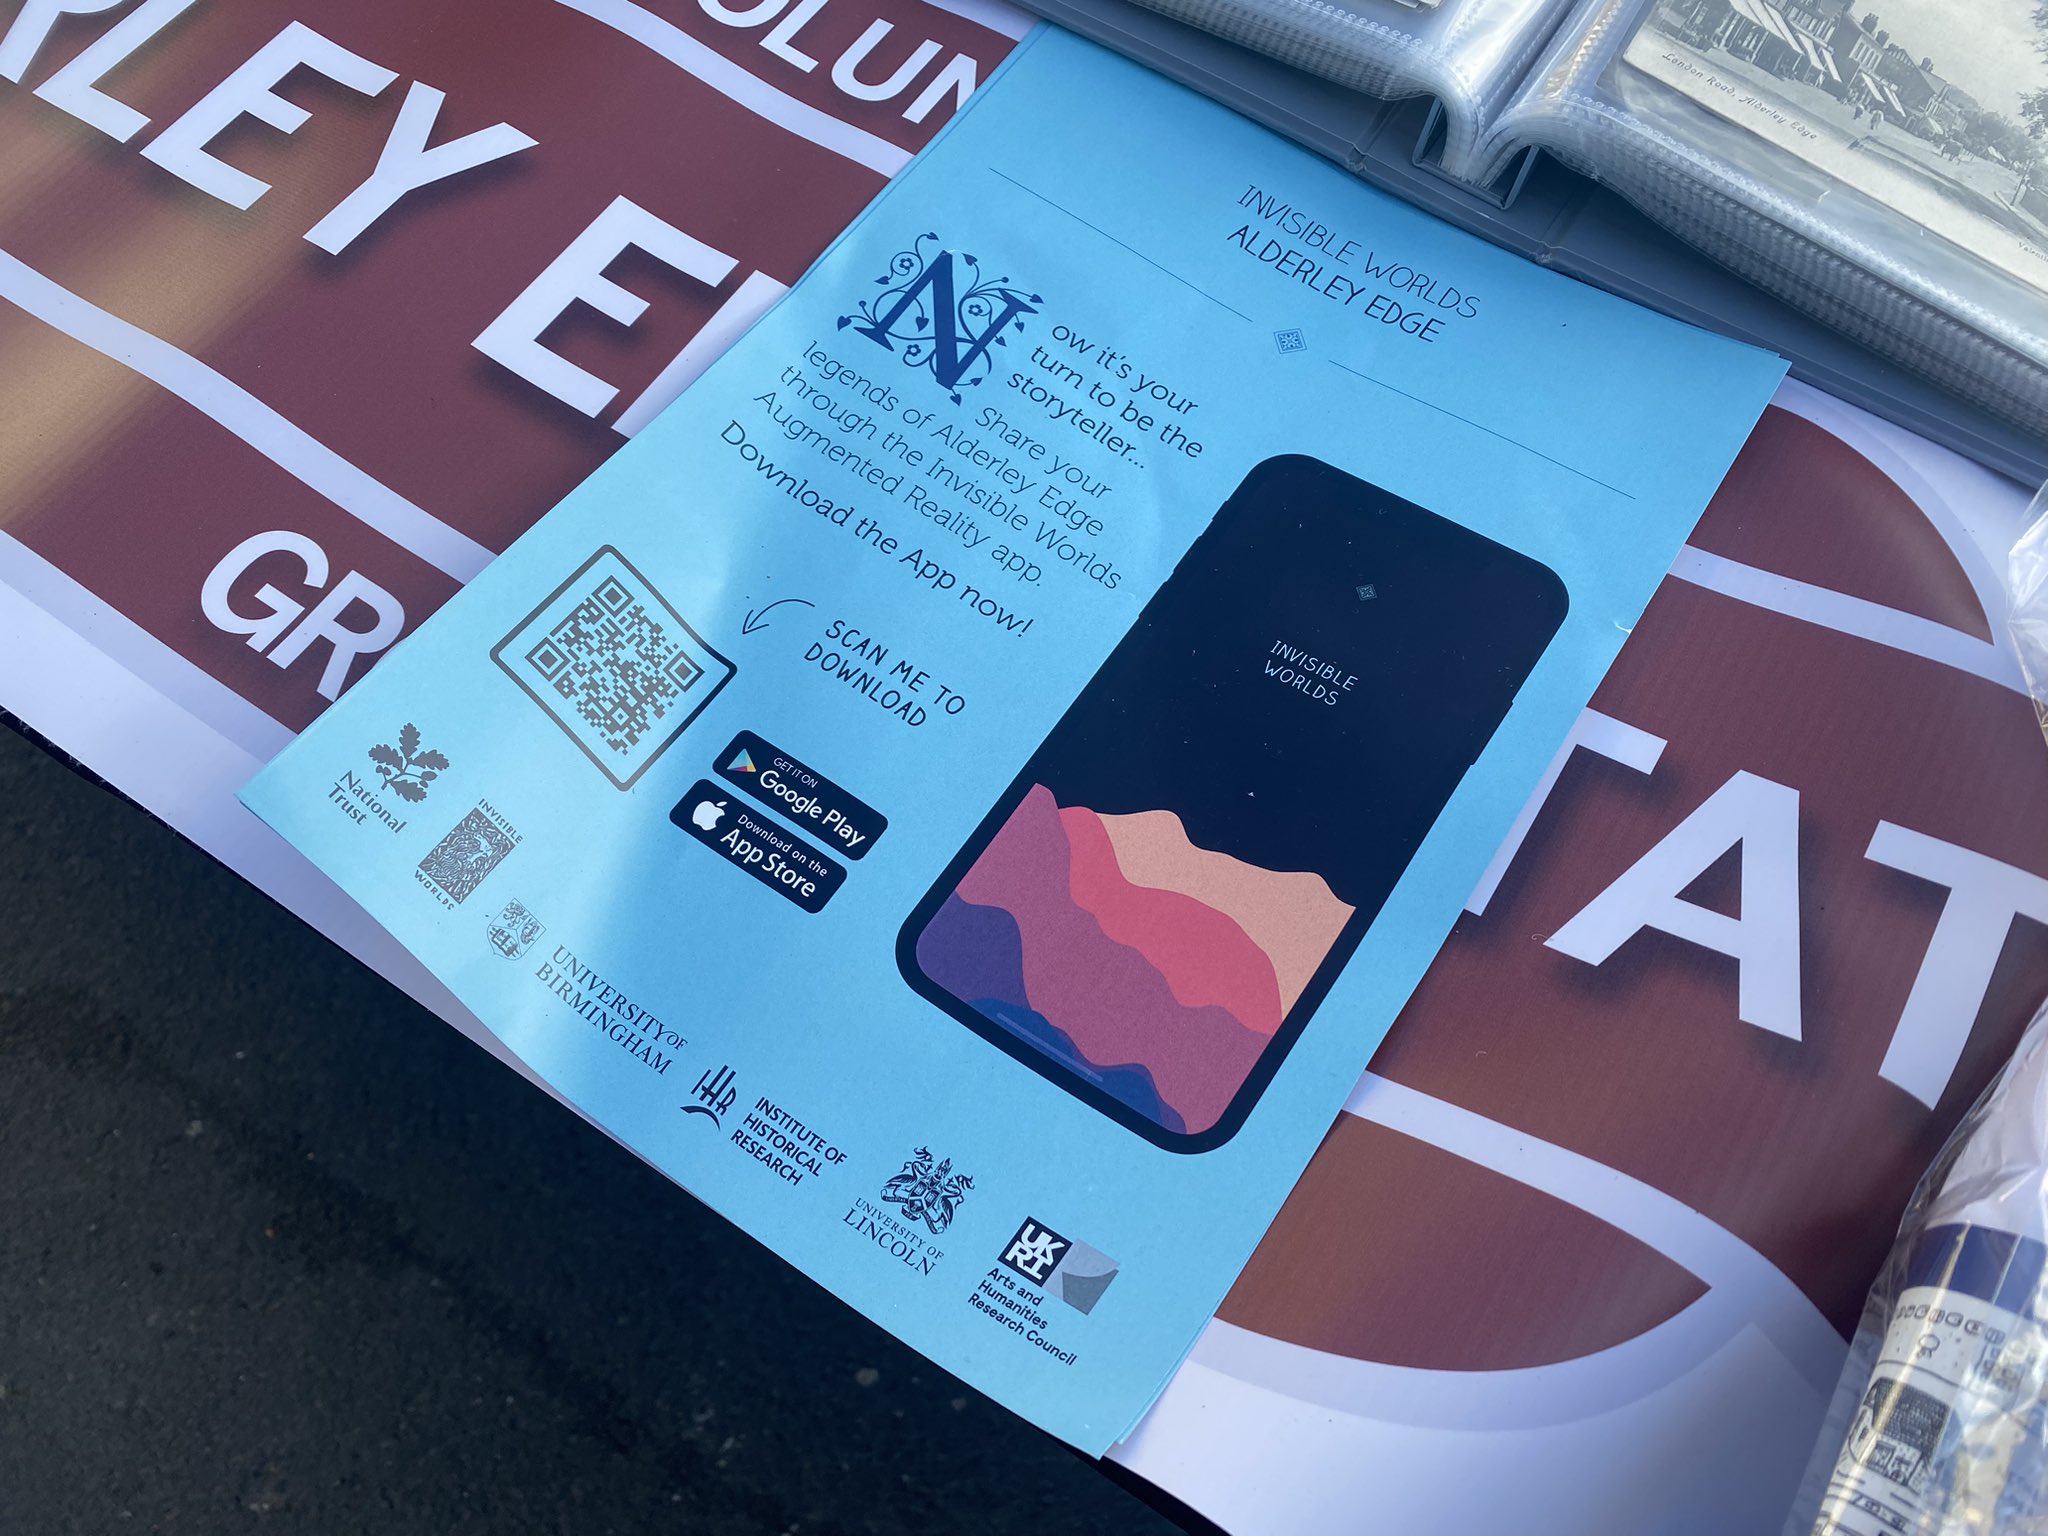 OLUN
RLEY E
GR
TAT
London Road, Alderley Edge
INVISIBLE WORLDS
ALDERLEY EDGE
Now it's your
turn to be the
storyteller...
Share your
legends of Alderley Edge
through the Invisible Worlds
Augmented Reality app.
Download the App now!
SCAN ME TO
DOWNLOAD
GET IT ON
Google Play
Download on the
App Store
INVISIBLE
WORLDS
National
Trust
INVISIBLE
WORLDS
UNIVERSITY OF
BIRMINGHAM
IHR
INSTITUTE OF
HISTORICAL
RESEARCH
UNIVERSITY OF
LINCOLN
UK
RI
Arts and
Humanities
Research Council